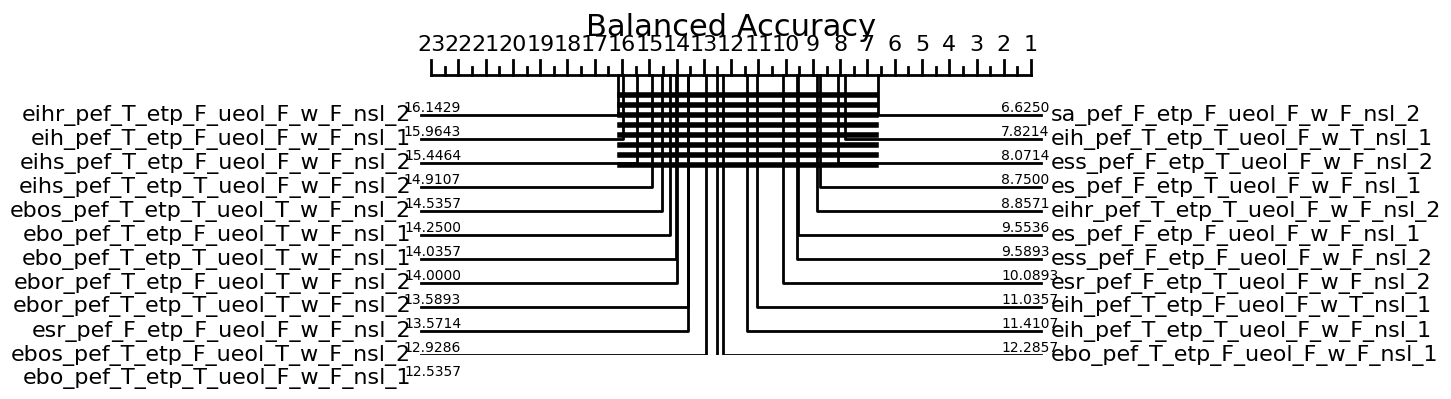 Balanced Accuracy
23 22 21 20 19 18 17 16 15 14 13 12 11 10 9 8 7 6 5 4 3 2 1
eihr_pef_T_etp_F_ueol_F_w_F_nsl_2 16.1429 6.6250 sa_pef_F_etp_F_ueol_F_w_F_nsl_2
eih_pef_T_etp_F_ueol_F_w_F_nsl_1 15.9643 7.8214 eih_pef_T_etp_T_ueol_F_w_T_nsl_1
eihs_pef_T_etp_F_ueol_F_w_F_nsl_2 15.4464 8.0714 ess_pef_F_etp_T_ueol_F_w_F_nsl_2
eihs_pef_T_etp_T_ueol_F_w_F_nsl_2 14.9107 8.7500 es_pef_F_etp_T_ueol_F_w_F_nsl_1
ebos_pef_T_etp_T_ueol_T_w_F_nsl_2 14.5357 8.8571 eihr_pef_T_etp_T_ueol_F_w_F_nsl_2
ebo_pef_T_etp_F_ueol_T_w_F_nsl_1 14.2500 9.5536 es_pef_F_etp_F_ueol_F_w_F_nsl_1
ebo_pef_T_etp_T_ueol_T_w_F_nsl_1 14.0357 9.5893 ess_pef_F_etp_F_ueol_F_w_F_nsl_2
ebor_pef_T_etp_F_ueol_T_w_F_nsl_2 14.0000 10.0893 esr_pef_F_etp_T_ueol_F_w_F_nsl_2
ebor_pef_T_etp_T_ueol_T_w_F_nsl_2 13.5893 11.0357 eih_pef_T_etp_F_ueol_F_w_T_nsl_1
esr_pef_F_etp_F_ueol_F_w_F_nsl_2 13.5714 11.4107 eih_pef_T_etp_T_ueol_F_w_F_nsl_1
ebos_pef_T_etp_F_ueol_T_w_F_nsl_2 12.9286 12.2857 ebo_pef_T_etp_F_ueol_F_w_F_nsl_1
ebo_pef_T_etp_T_ueol_F_w_F_nsl_1 12.5357